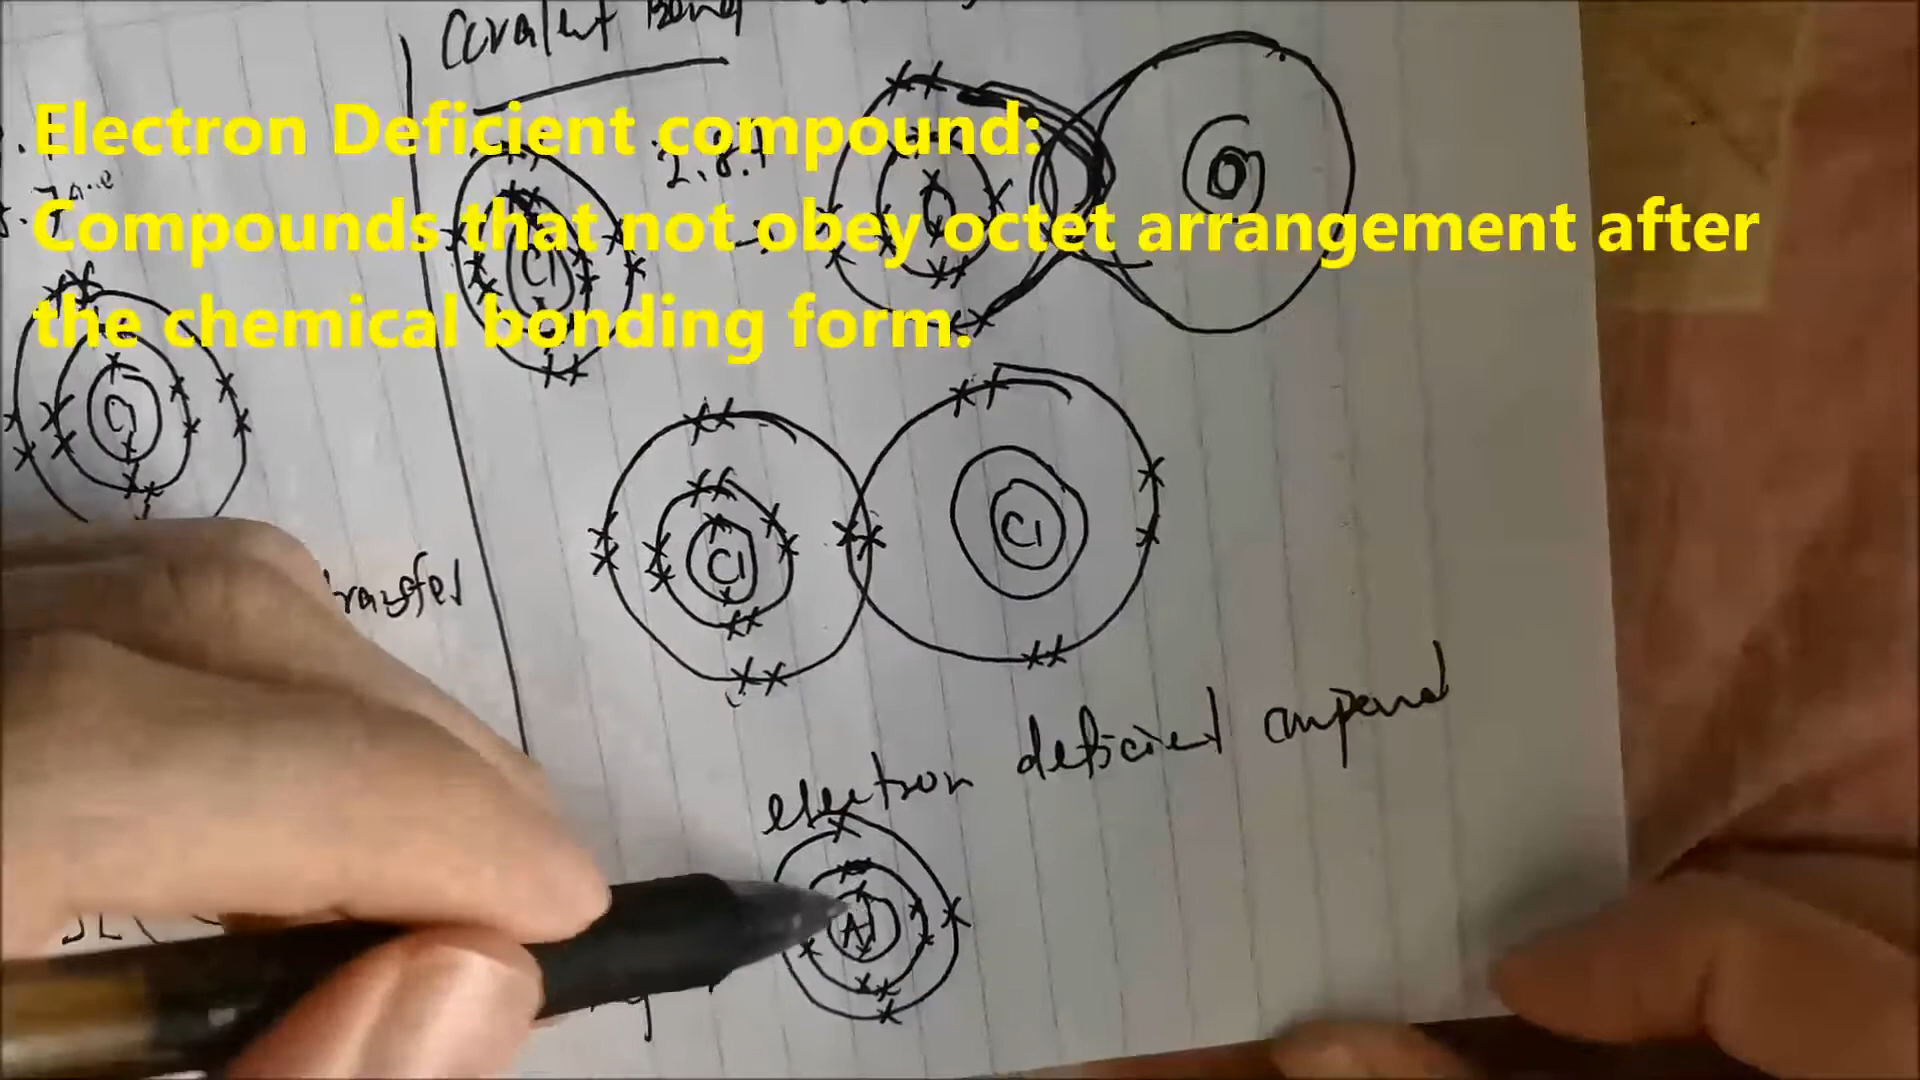 Covalent Bond
Electron Deficient compound:
2.8.7
Compounds that not obey octet arrangement after
Cl
the chemical bonding form.
Cl
Cl
Cl
transfer
electron deficient compound
Al